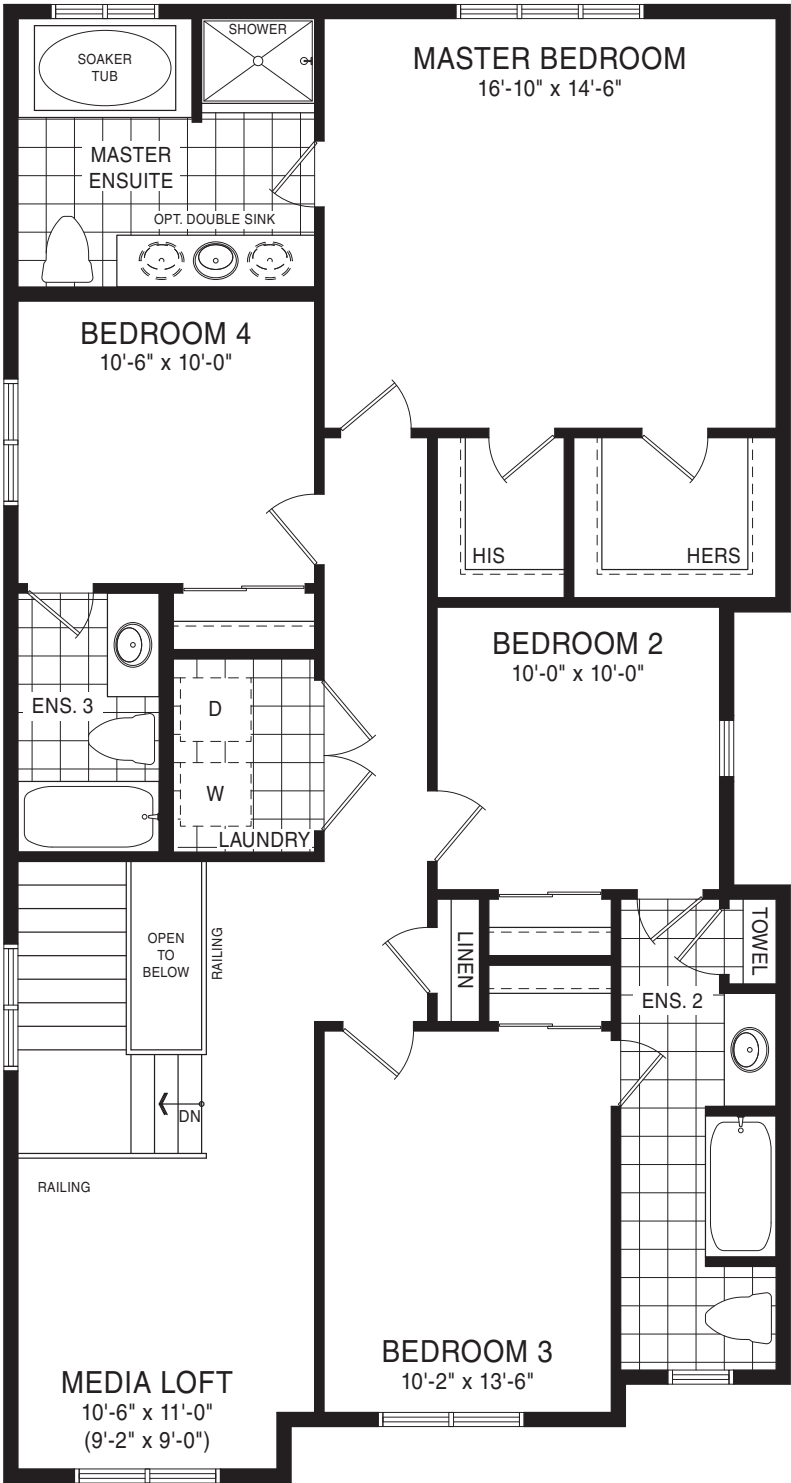 SHOWER
SOAKER
TUB
MASTER BEDROOM
16'-10" x 14'-6"
MASTER
ENSUITE
OPT. DOUBLE SINK
BEDROOM 4
10'-6" x 10'-0"
HIS
HERS
BEDROOM 2
10'-0" x 10'-0"
ENS. 3
D
W
LAUNDRY
OPEN
TO
BELOW
RAILING
LINEN
TOWEL
ENS. 2
DN
RAILING
BEDROOM 3
10'-2" x 13'-6"
MEDIA LOFT
10'-6" x 11'-0"
(9'-2" x 9'-0")